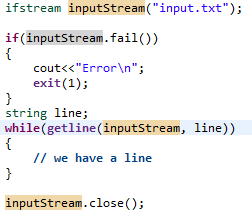 ifstream inputStream("input.txt");
if(inputStream.fail())
{
cout<<"Error\n";
exit(1);
}
string line;
while(getline(inputStream, line))
{
// we have a line
}
inputStream.close();